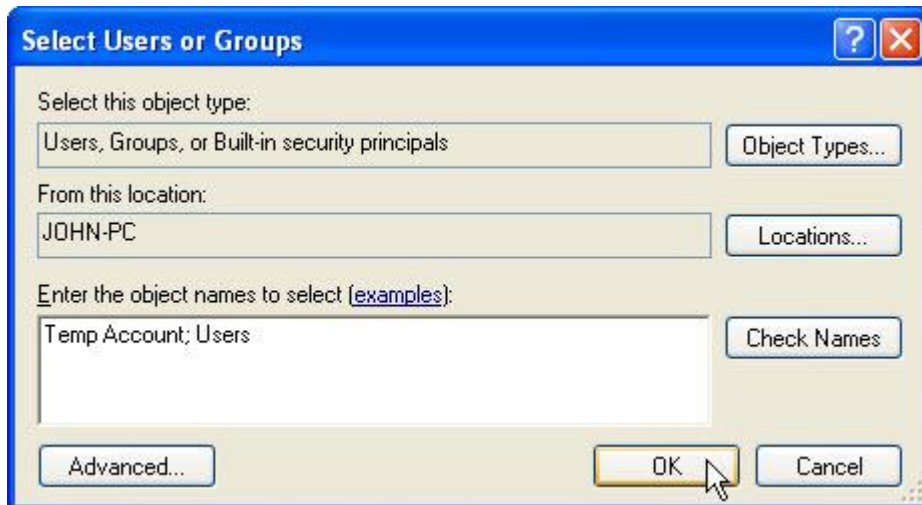 Select Users or Groups
Select this object type:
Users, Groups, or Built-in security principals
Object Types...
From this location:
JOHN-PC
Locations...
Enter the object names to select (examples):
Temp Account; Users
Check Names
Advanced...
OK
Cancel